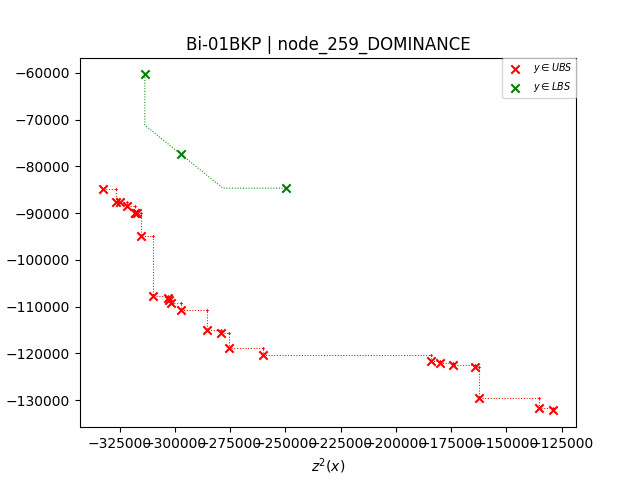 Bi-01BKP | node_259_DOMINANCE
y ∈ UBS
y ∈ LBS
−60000
−70000
−80000
−90000
−100000
−110000
−120000
−130000
−325000 −300000 −275000 −250000 −225000 −200000 −175000 −150000 −125000
z²(x)